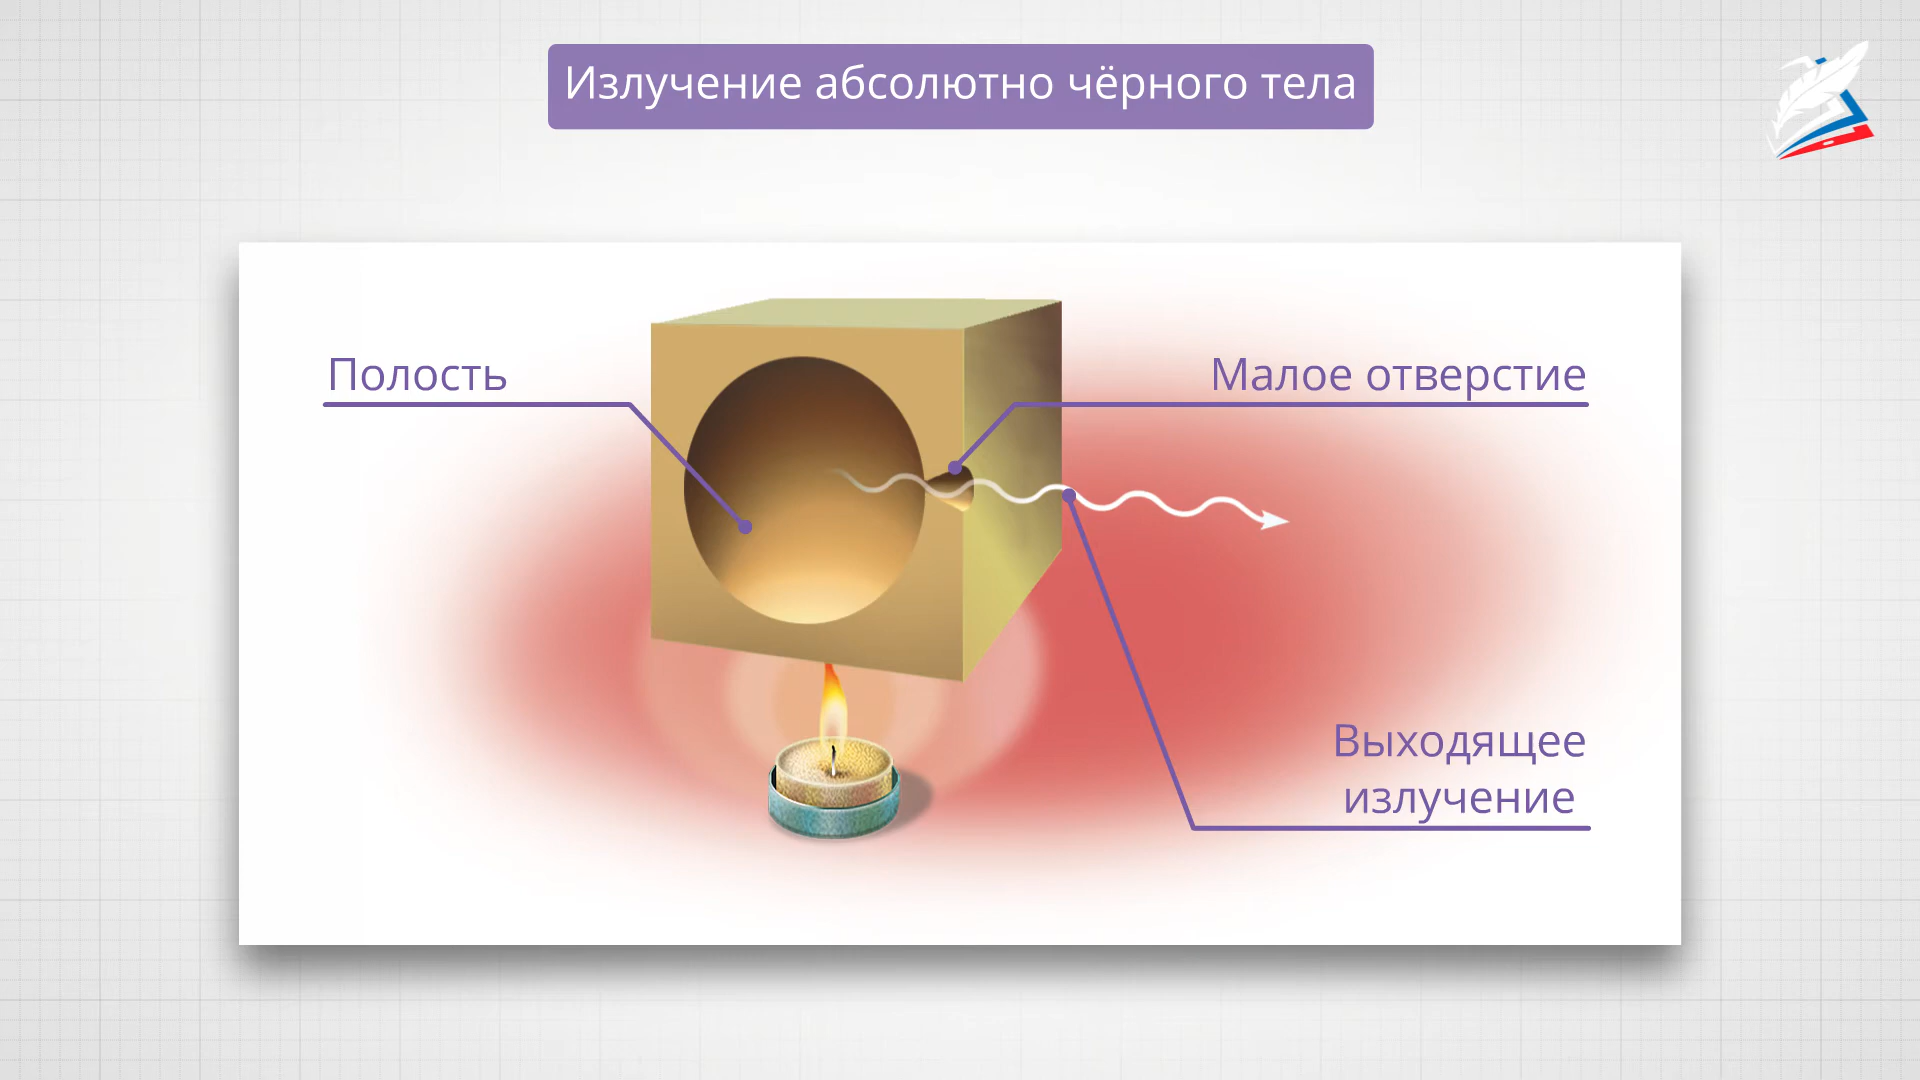 Излучение абсолютно чёрного тела
Полость
Малое отверстие
Выходящее
излучение